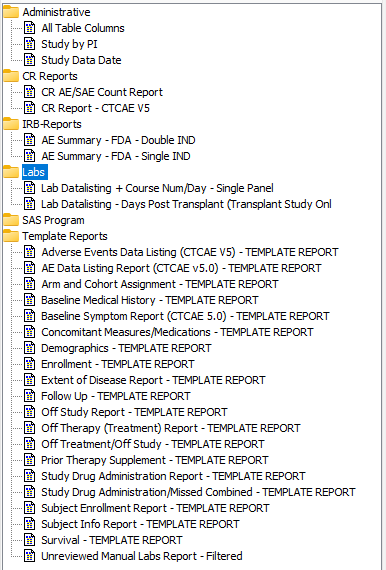 Administrative
All Table Columns
Study by PI
Study Data Date
CR Reports
CR AE/SAE Count Report
CR Report - CTCAE V5
IRB-Reports
AE Summary - FDA - Double IND
AE Summary - FDA - Single IND
Labs
Lab Datalisting + Course Num/Day - Single Panel
Lab Datalisting - Days Post Transplant (Transplant Study Onl
SAS Program
Template Reports
Adverse Events Data Listing (CTCAE V5) - TEMPLATE REPORT
AE Data Listing Report (CTCAE v5.0) - TEMPLATE REPORT
Arm and Cohort Assignment - TEMPLATE REPORT
Baseline Medical History - TEMPLATE REPORT
Baseline Symptom Report (CTCAE 5.0) - TEMPLATE REPORT
Concomitant Measures/Medications - TEMPLATE REPORT
Demographics - TEMPLATE REPORT
Enrollment - TEMPLATE REPORT
Extent of Disease Report - TEMPLATE REPORT
Follow Up - TEMPLATE REPORT
Off Study Report - TEMPLATE REPORT
Off Therapy (Treatment) Report - TEMPLATE REPORT
Off Treatment/Off Study - TEMPLATE REPORT
Prior Therapy Supplement - TEMPLATE REPORT
Study Drug Administration Report - TEMPLATE REPORT
Study Drug Administration/Missed Combined - TEMPLATE REPORT
Subject Enrollment Report - TEMPLATE REPORT
Subject Info Report - TEMPLATE REPORT
Survival - TEMPLATE REPORT
Unreviewed Manual Labs Report - Filtered